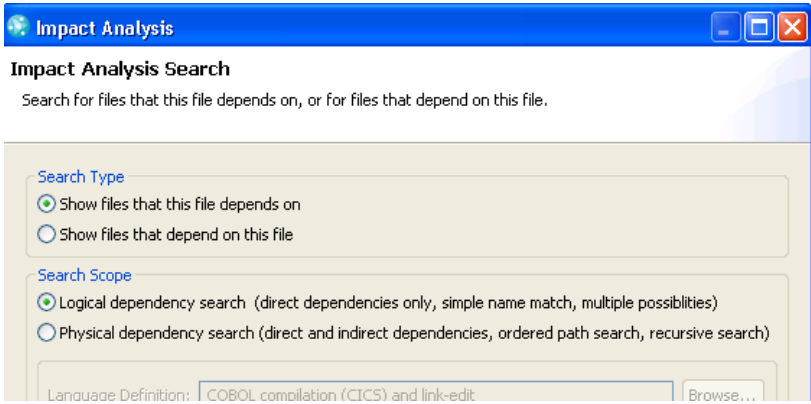 Impact Analysis
Impact Analysis Search
Search for files that this file depends on, or for files that depend on this file.
Search Type
Show files that this file depends on
Show files that depend on this file
Search Scope
Logical dependency search (direct dependencies only, simple name match, multiple possiblities)
Physical dependency search (direct and indirect dependencies, ordered path search, recursive search)
Language Definition: COBOL compilation (CICS) and link-edit Browse...